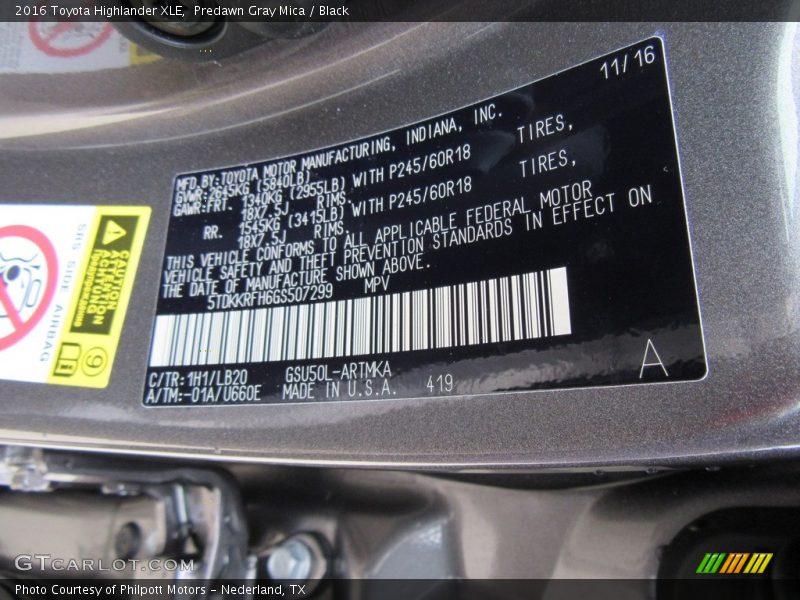 2016 Toyota Highlander XLE, Predawn Gray Mica / Black
11/16
MFD. BY: TOYOTA MOTOR MANUFACTURING, INDIANA, INC.
GVWR: 2645KG (5840LB)
GAWR: FRT. 1340KG (2955LB) WITH P245/60R18 TIRES,
18X7.5J RIMS.
RR. 1545KG (3415LB) WITH P245/60R18 TIRES,
18X7.5J RIMS.
THIS VEHICLE CONFORMS TO ALL APPLICABLE FEDERAL MOTOR
VEHICLE SAFETY AND THEFT PREVENTION STANDARDS IN EFFECT ON
THE DATE OF MANUFACTURE SHOWN ABOVE.
5TDKKRFH6GS507299 MPV
C/TR: 1H1/LB20 GSU50L-ARTMKA
A/TM: -01A/U660E MADE IN U.S.A. 419
A
SRS SIDE AIRBAG
CAUTION
ATTENTION
GTCARLOT.COM
Photo Courtesy of Philpott Motors - Nederland, TX